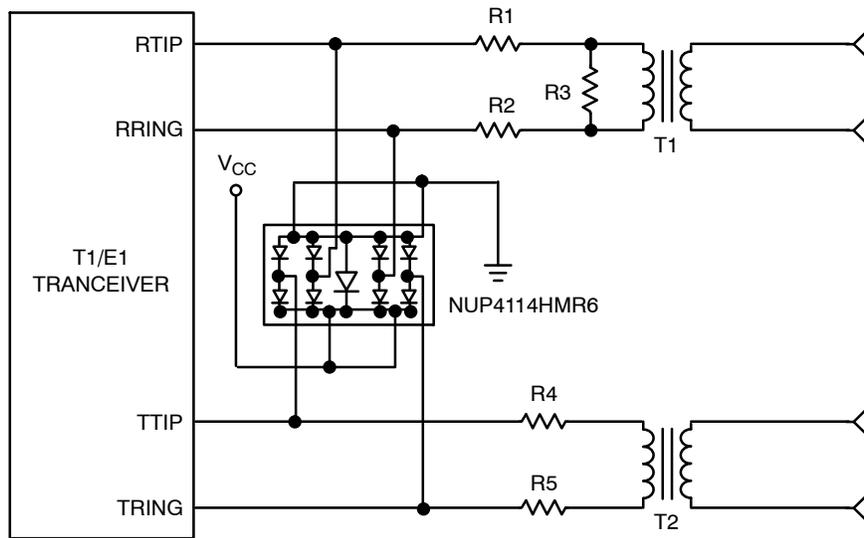 R1
RTIP
R3
R2
RRING
T1
VCC
T1/E1
TRANCEIVER
NUP4114HMR6
R4
TTIP
R5
TRING
T2